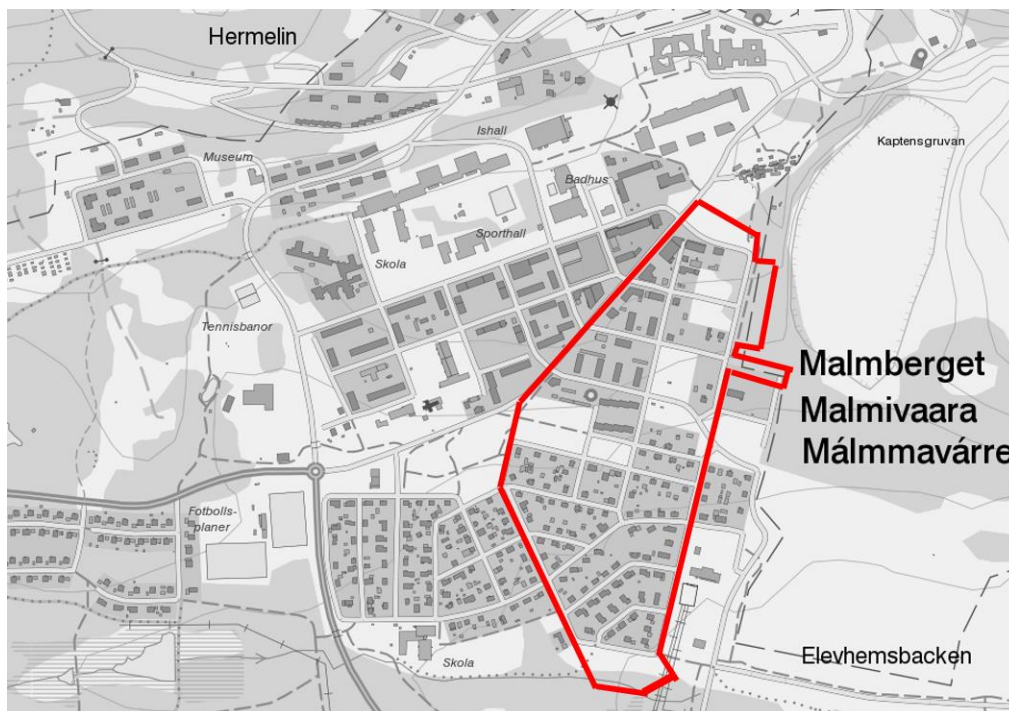 Hermelin
Kaptensgruvan
Ishall
Museum
Badhus
Sporthall
Skola
Tennisbanor
Malmberget
Malmivaara
Málmmavárre
Fotbolls-
planer
Skola
Elevhemsbacken